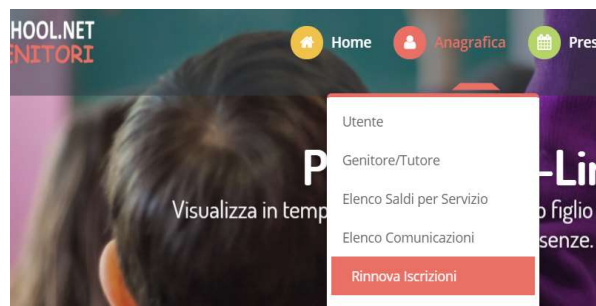 HOOL.NET
ENITORI
Home
Anagrafica
Utente
Genitore/Tutore
Elenco Saldi per Servizio
Elenco Comunicazioni
Rinnova Iscrizioni
Visualizza in temp
figlio
senze.